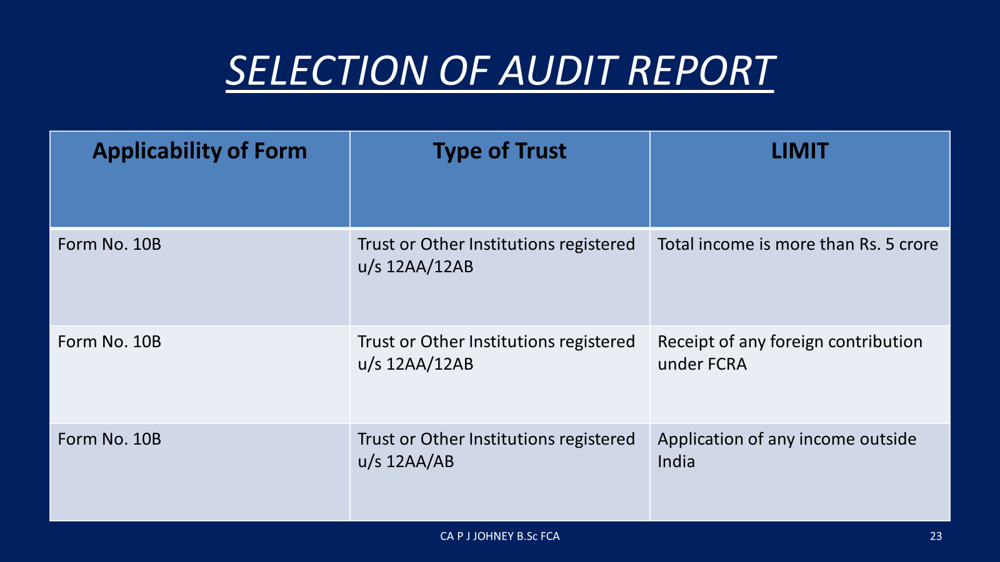 SELECTION OF AUDIT REPORT
Applicability of Form
Type of Trust
LIMIT
Form No. 10B
Trust or Other Institutions registered
u/s 12AA/12AB
Total income is more than Rs. 5 crore
Form No. 10B
Trust or Other Institutions registered
u/s 12AA/12AB
Receipt of any foreign contribution
under FCRA
Form No. 10B
Trust or Other Institutions registered
u/s 12AA/AB
Application of any income outside
India
CA P J JOHNEY B.Sc FCA
23